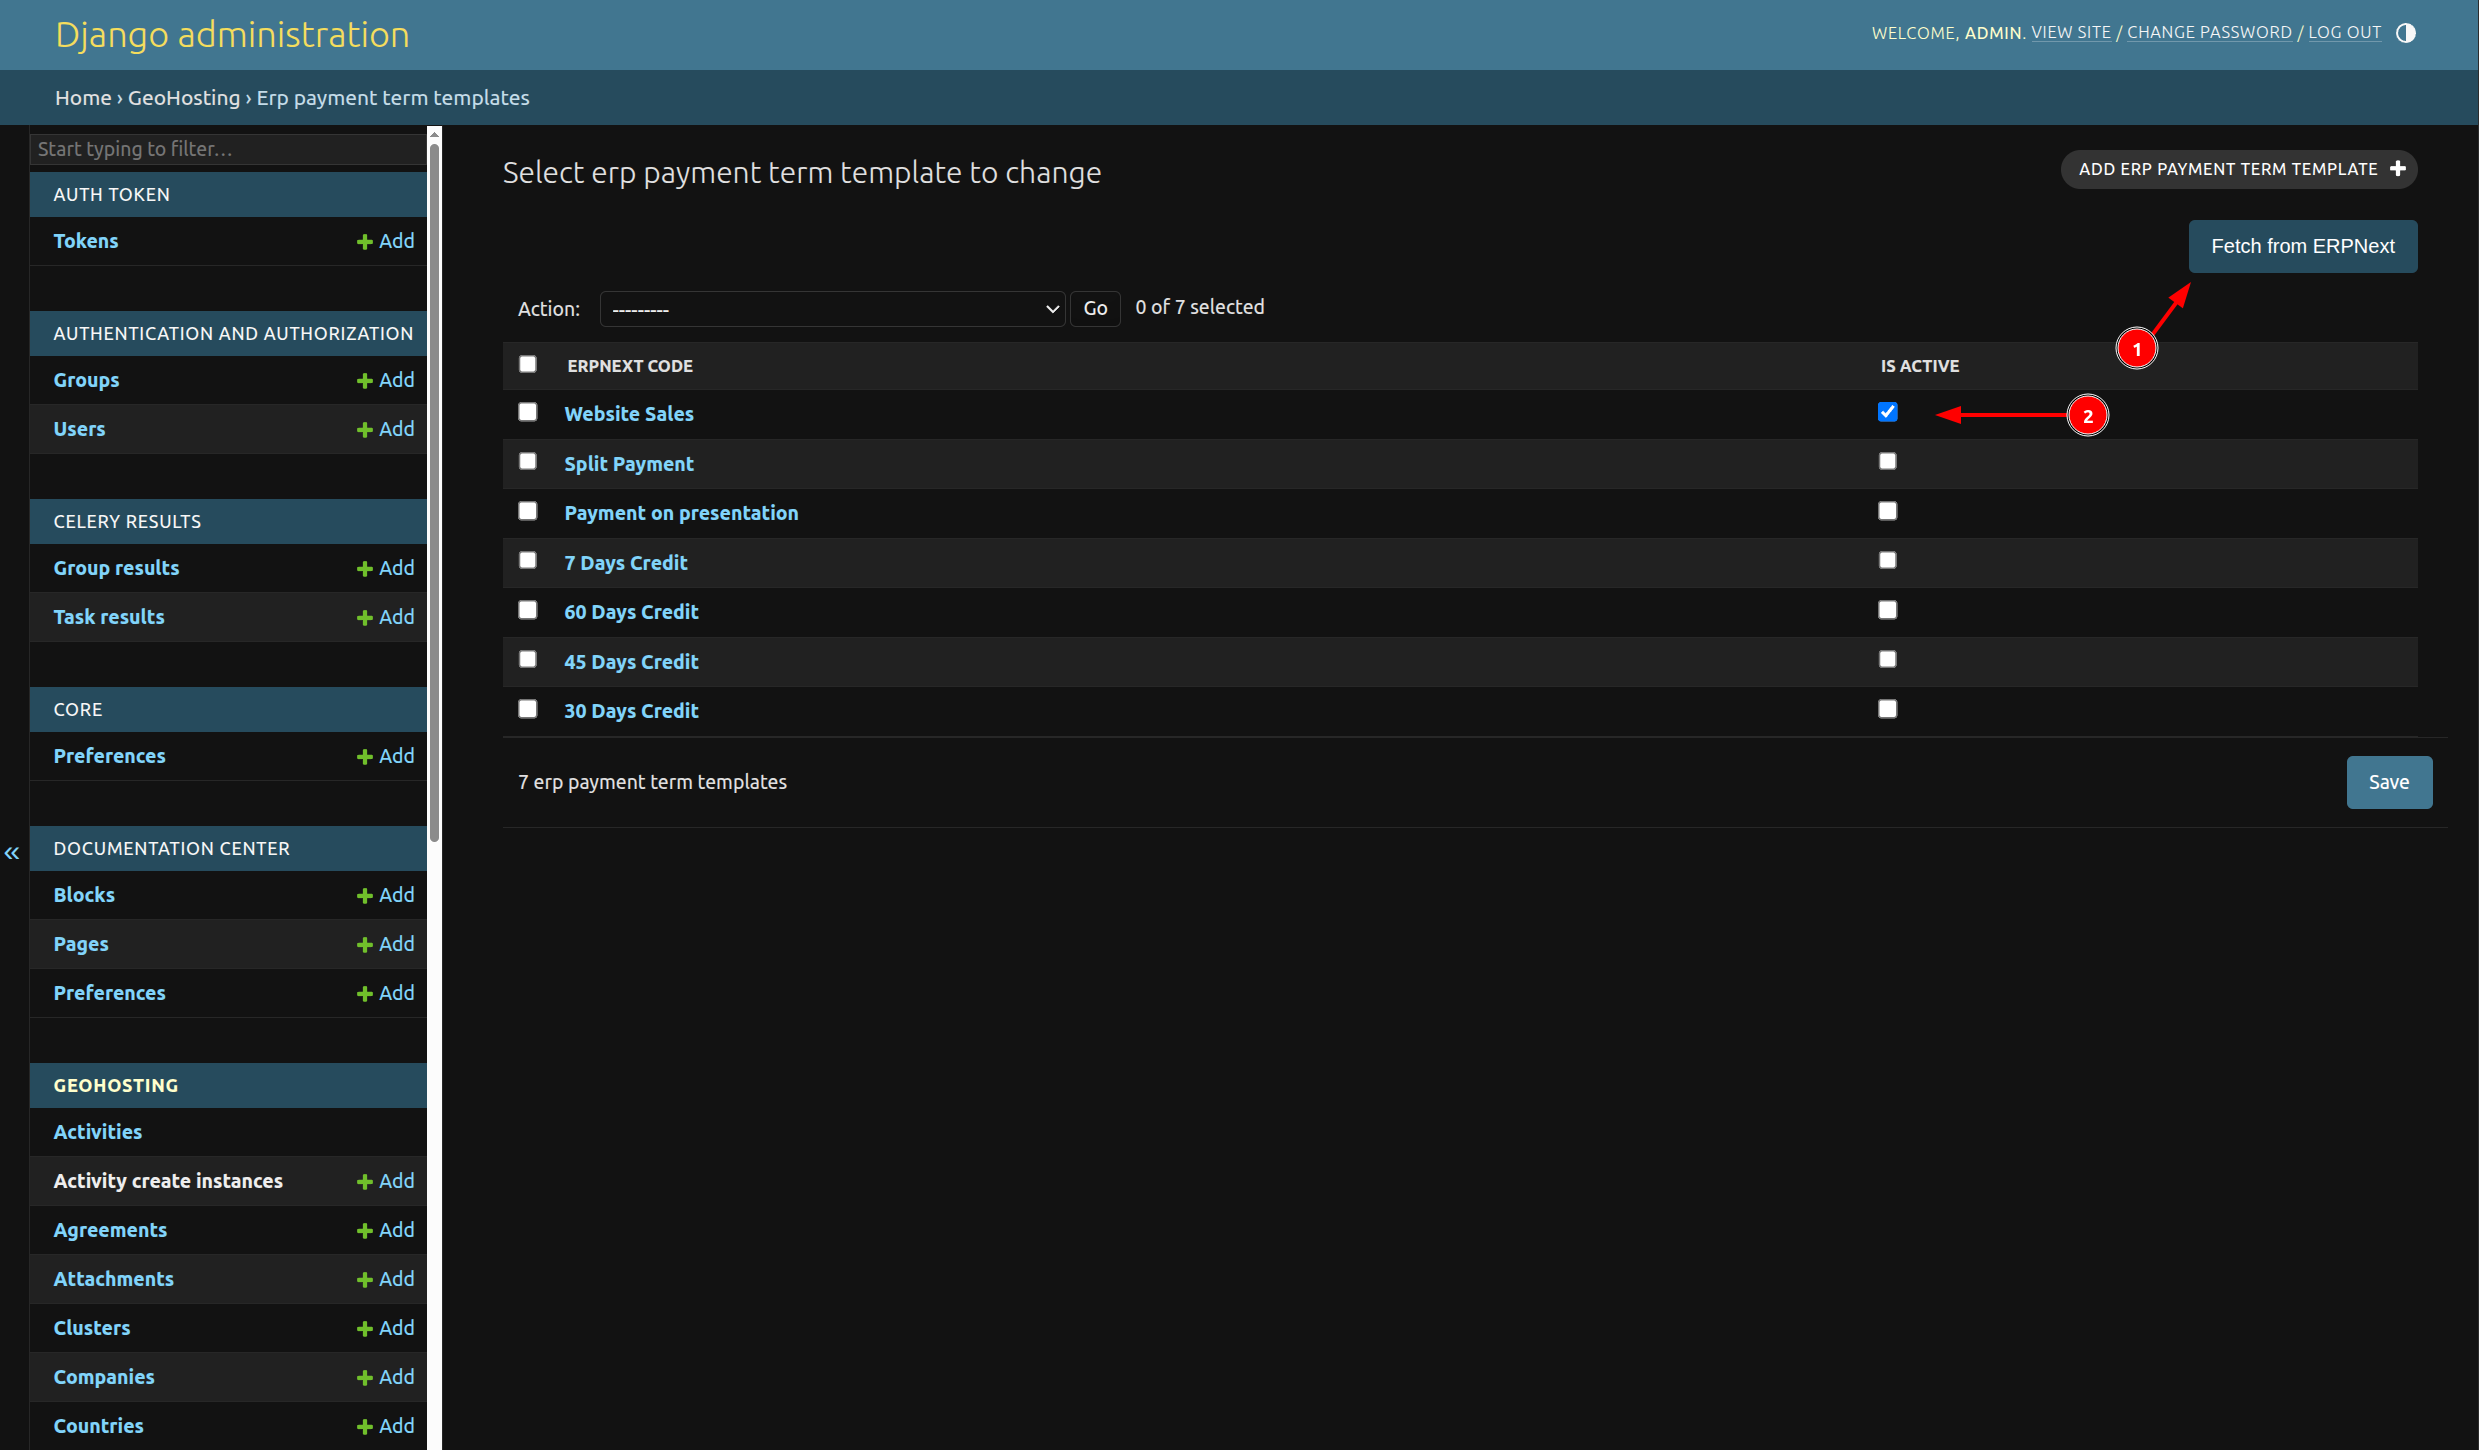 Django administration
WELCOME, ADMIN. VIEW SITE / CHANGE PASSWORD / LOG OUT
Home › GeoHosting › Erp payment term templates
Start typing to filter...
AUTH TOKEN
Tokens Add
AUTHENTICATION AND AUTHORIZATION
Groups Add
Users Add
CELERY RESULTS
Group results Add
Task results Add
CORE
Preferences Add
DOCUMENTATION CENTER
«
Blocks Add
Pages Add
Preferences Add
GEOHOSTING
Activities
Activity create instances Add
Agreements Add
Attachments Add
Clusters Add
Companies Add
Countries Add
Select erp payment term template to change
ADD ERP PAYMENT TERM TEMPLATE
Fetch from ERPNext
Action: --------- Go 0 of 7 selected
1
ERPNEXT CODE IS ACTIVE
Website Sales
2
Split Payment
Payment on presentation
7 Days Credit
60 Days Credit
45 Days Credit
30 Days Credit
7 erp payment term templates
Save